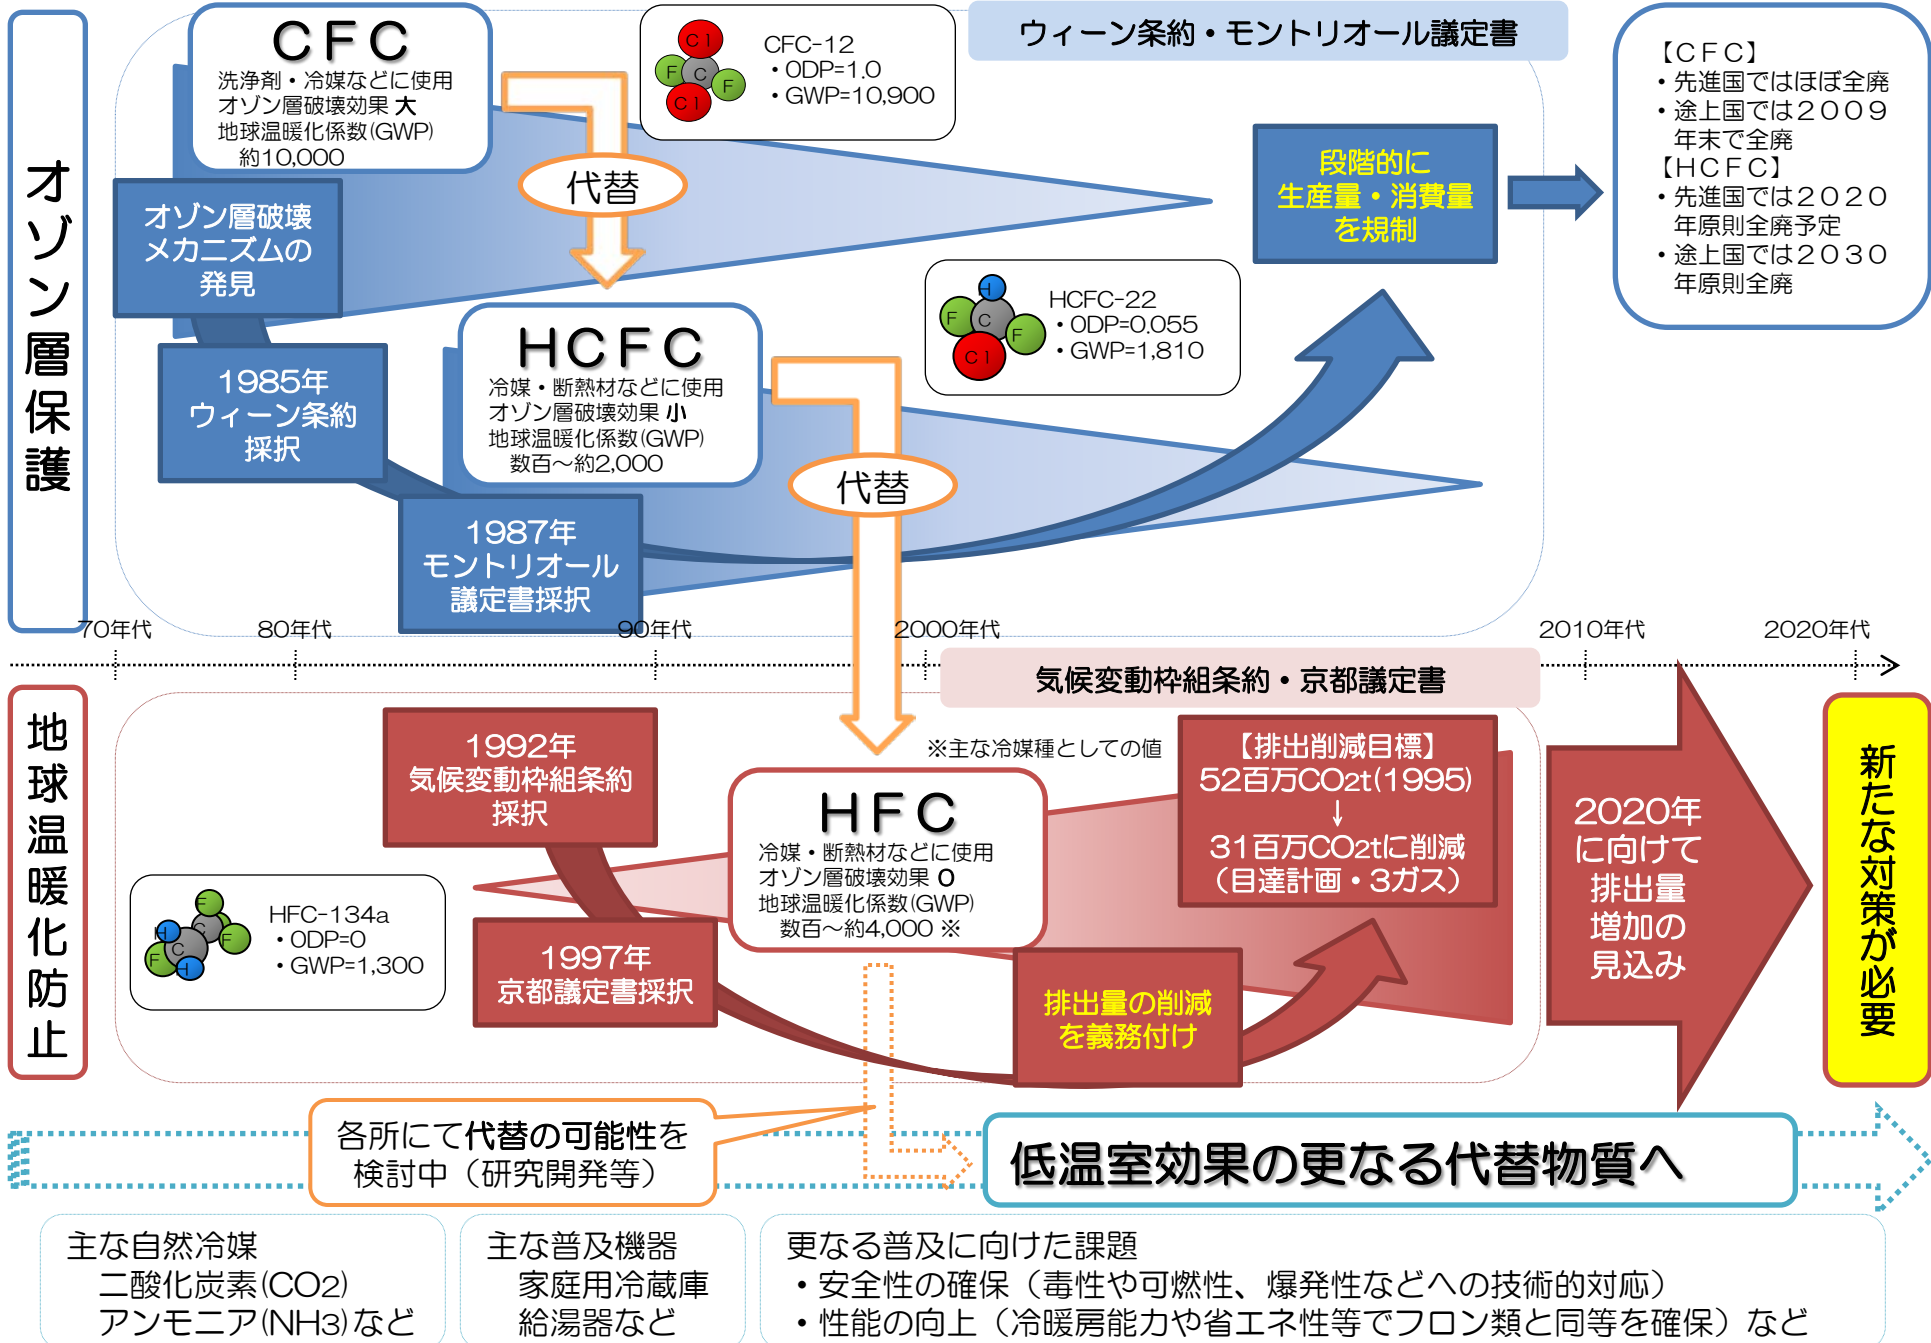 オゾン層保護
CFC
洗浄剤・冷媒などに使用
オゾン層破壊効果 大
地球温暖化係数(GWP)
約10,000
Cl
F
C
F
Cl
CFC-12
・ODP=1.0
・GWP=10,900
ウィーン条約・モントリオール議定書
【CFC】
・先進国ではほぼ全廃
・途上国では2009
年末で全廃
【HCFC】
・先進国では2020
年原則全廃予定
・途上国では2030
年原則全廃
代替
段階的に
生産量・消費量
を規制
オゾン層破壊
メカニズムの
発見
1985年
ウィーン条約
採択
1987年
モントリオール
議定書採択
HCFC
冷媒・断熱材などに使用
オゾン層破壊効果 小
地球温暖化係数(GWP)
数百~約2,000
H
F
C
F
Cl
HCFC-22
・ODP=0.055
・GWP=1,810
代替
70年代
80年代
90年代
2000年代
2010年代
2020年代
地球温暖化防止
気候変動枠組条約・京都議定書
1992年
気候変動枠組条約
採択
※主な冷媒種としての値
HFC
冷媒・断熱材などに使用
オゾン層破壊効果 0
地球温暖化係数(GWP)
数百~約4,000 ※
【排出削減目標】
52百万CO2t(1995)
↓
31百万CO2tに削減
(目達計画・3ガス)
2020年
に向けて
排出量
増加の
見込み
新たな対策が必要
F
H
C
C
F
F
H
HFC-134a
・ODP=0
・GWP=1,300
1997年
京都議定書採択
排出量の削減
を義務付け
各所にて代替の可能性を
検討中(研究開発等)
低温室効果の更なる代替物質へ
主な自然冷媒
二酸化炭素(CO2)
アンモニア(NH3)など
主な普及機器
家庭用冷蔵庫
給湯器など
更なる普及に向けた課題
・安全性の確保(毒性や可燃性、爆発性などへの技術的対応)
・性能の向上(冷暖房能力や省エネ性等でフロン類と同等を確保)など